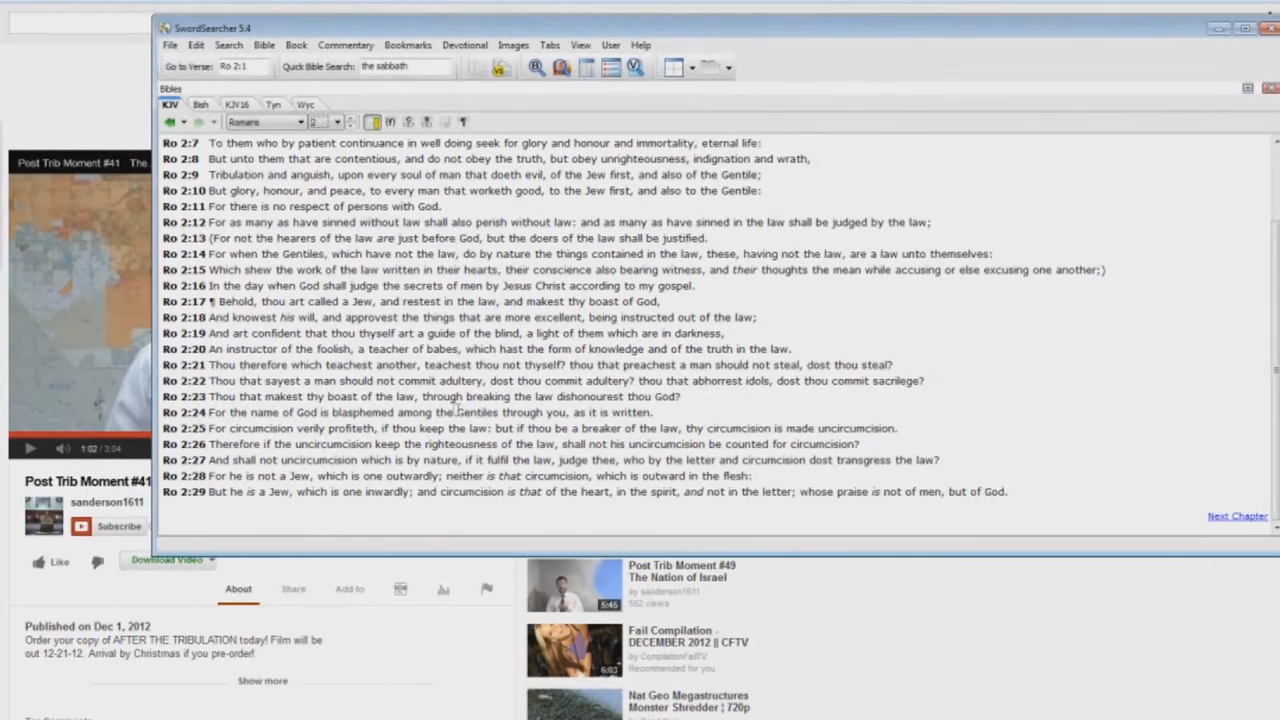 SwordSearcher 5.4
File Edit Search Bible Book Commentary Bookmarks Devotional Images Tabs View User Help
Go to Verse: Ro 2:1 Quick Bible Search: the sabbath
Bibles
KJV Bish KJV16 Tyn Wyc
Romans 2
Ro 2:7 To them who by patient continuance in well doing seek for glory and honour and immortality, eternal life:
Ro 2:8 But unto them that are contentious, and do not obey the truth, but obey unrighteousness, indignation and wrath,
Ro 2:9 Tribulation and anguish, upon every soul of man that doeth evil, of the Jew first, and also of the Gentile;
Ro 2:10 But glory, honour, and peace, to every man that worketh good, to the Jew first, and also to the Gentile:
Ro 2:11 For there is no respect of persons with God.
Ro 2:12 For as many as have sinned without law shall also perish without law: and as many as have sinned in the law shall be judged by the law;
Ro 2:13 (For not the hearers of the law are just before God, but the doers of the law shall be justified.
Ro 2:14 For when the Gentiles, which have not the law, do by nature the things contained in the law, these, having not the law, are a law unto themselves:
Ro 2:15 Which shew the work of the law written in their hearts, their conscience also bearing witness, and their thoughts the mean while accusing or else excusing one another;)
Ro 2:16 In the day when God shall judge the secrets of men by Jesus Christ according to my gospel.
Ro 2:17 ¶ Behold, thou art called a Jew, and restest in the law, and makest thy boast of God,
Ro 2:18 And knowest his will, and approvest the things that are more excellent, being instructed out of the law;
Ro 2:19 And art confident that thou thyself art a guide of the blind, a light of them which are in darkness,
Ro 2:20 An instructor of the foolish, a teacher of babes, which hast the form of knowledge and of the truth in the law.
Ro 2:21 Thou therefore which teachest another, teachest thou not thyself? thou that preachest a man should not steal, dost thou steal?
Ro 2:22 Thou that sayest a man should not commit adultery, dost thou commit adultery? thou that abhorrest idols, dost thou commit sacrilege?
Ro 2:23 Thou that makest thy boast of the law, through breaking the law dishonourest thou God?
Ro 2:24 For the name of God is blasphemed among the Gentiles through you, as it is written.
Ro 2:25 For circumcision verily profiteth, if thou keep the law: but if thou be a breaker of the law, thy circumcision is made uncircumcision.
Ro 2:26 Therefore if the uncircumcision keep the righteousness of the law, shall not his uncircumcision be counted for circumcision?
Ro 2:27 And shall not uncircumcision which is by nature, if it fulfil the law, judge thee, who by the letter and circumcision dost transgress the law?
Ro 2:28 For he is not a Jew, which is one outwardly; neither is that circumcision, which is outward in the flesh:
Ro 2:29 But he is a Jew, which is one inwardly; and circumcision is that of the heart, in the spirit, and not in the letter; whose praise is not of men, but of God.
Next Chapter
Post Trib Moment #41 The...
1:02 / 3:04
Post Trib Moment #41
sanderson1611
Subscribe
Like
Download Video
About Share Add to
Published on Dec 1, 2012
Order your copy of AFTER THE TRIBULATION today! Film will be
out 12-21-12. Arrival by Christmas if you pre-order!
Show more
Post Trib Moment #49
The Nation of Israel
by sanderson1611
552 views
5:45
Fail Compilation -
DECEMBER 2012 || CFTV
by CompilationFailTV
Recommended for you
6:03
Nat Geo Megastructures
Monster Shredder ¦ 720p